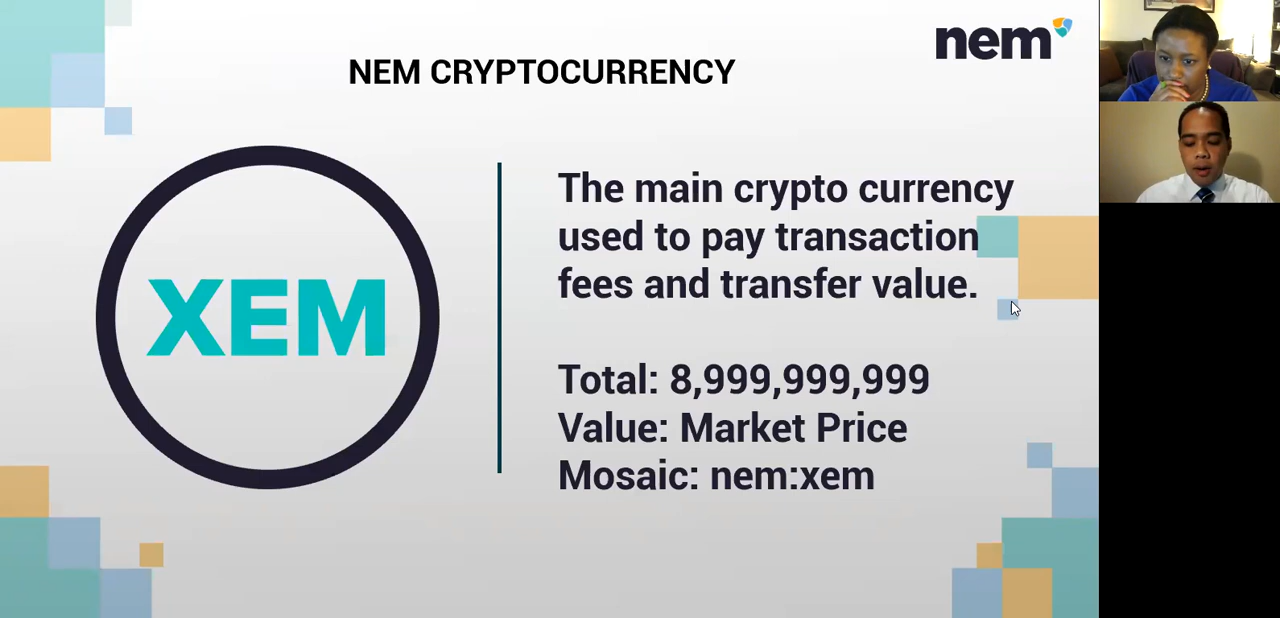 nem
NEM CRYPTOCURRENCY
XEM
The main crypto currency
used to pay transaction
fees and transfer value.
Total: 8,999,999,999
Value: Market Price
Mosaic: nem:xem